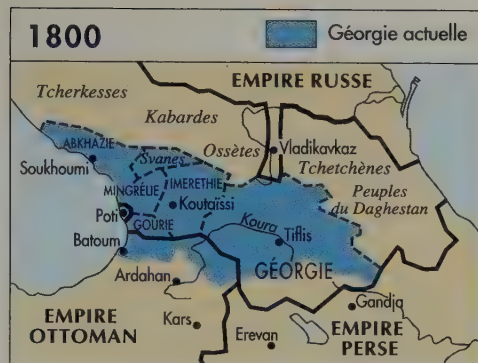 1800
Géorgie actuelle
EMPIRE RUSSE
Tcherkesses
Kabardes
ABKHAZIE
Ossètes
Vladikavkaz
Soukhoumi
Svanes
Tchetchènes
MINGRÉLIE
IMERETHIE
Peuples
du Daghestan
Poti
Koutaïssi
GOURIE
Koura
Tiflis
Batoum
GÉORGIE
Ardahan
Gandja
EMPIRE
OTTOMAN
Kars
Erevan
EMPIRE
PERSE